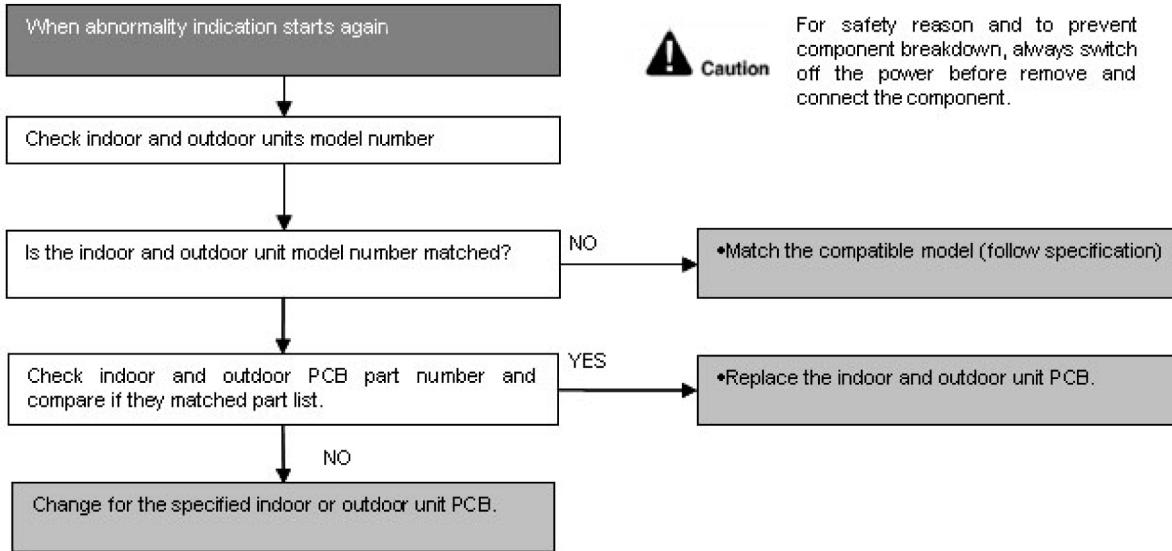 When abnormality indication starts again
For safety reason and to prevent
component breakdown, always switch
off the power before remove and
connect the component.
Caution
Check indoor and outdoor units model number
Is the indoor and outdoor unit model number matched?
NO
•Match the compatible model (follow specification)
Check indoor and outdoor PCB part number and
compare if they matched part list.
YES
•Replace the indoor and outdoor unit PCB.
NO
Change for the specified indoor or outdoor unit PCB.